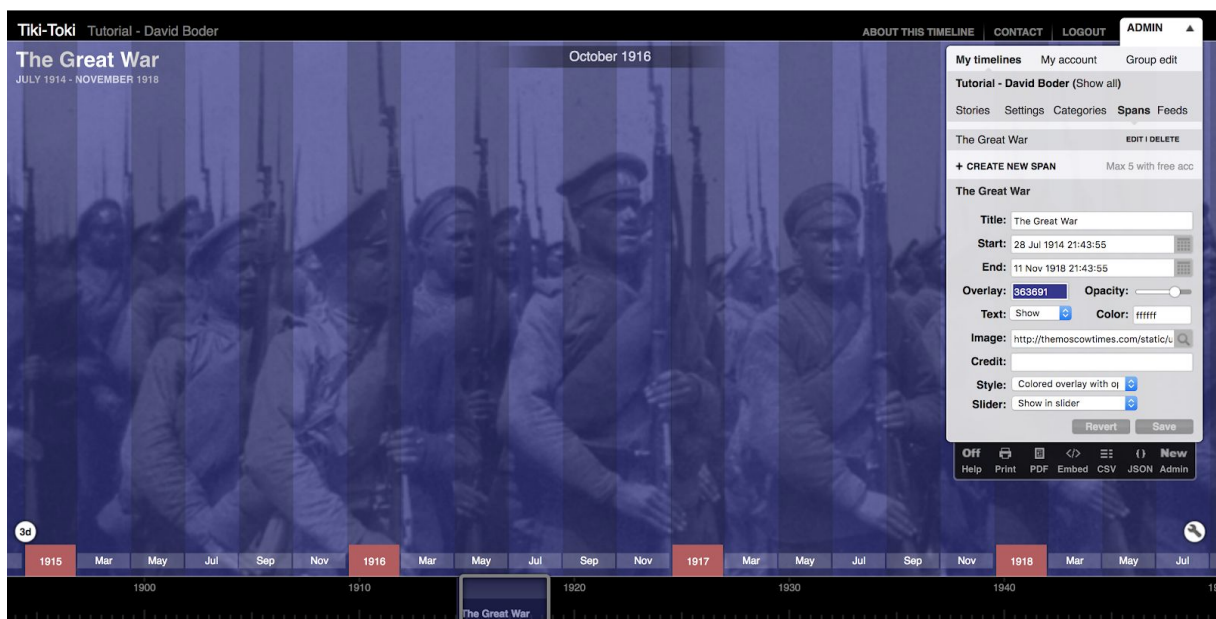 Tiki-Toki Tutorial - David Boder
ABOUT THIS TIMELINE | CONTACT | LOGOUT
ADMIN ▲
The Great War
JULY 1914 - NOVEMBER 1918
October 1916
My timelines My account Group edit
Tutorial - David Boder (Show all)
Stories Settings Categories Spans Feeds
The Great War EDIT | DELETE
+ CREATE NEW SPAN Max 5 with free acc
The Great War
Title: The Great War
Start: 28 Jul 1914 21:43:55
End: 11 Nov 1918 21:43:55
Overlay: 363691 Opacity:
Text: Show Color: ffffff
Image: http://themoscowtimes.com/static/u
Credit:
Style: Colored overlay with op
Slider: Show in slider
Revert Save
Off </> {} New
Help Print PDF Embed CSV JSON Admin
3d
1915 Mar May Jul Sep Nov 1916 Mar May Jul Sep Nov 1917 Mar May Jul Sep Nov 1918 Mar May Jul
1900 1910 1920 1930 1940
The Great War